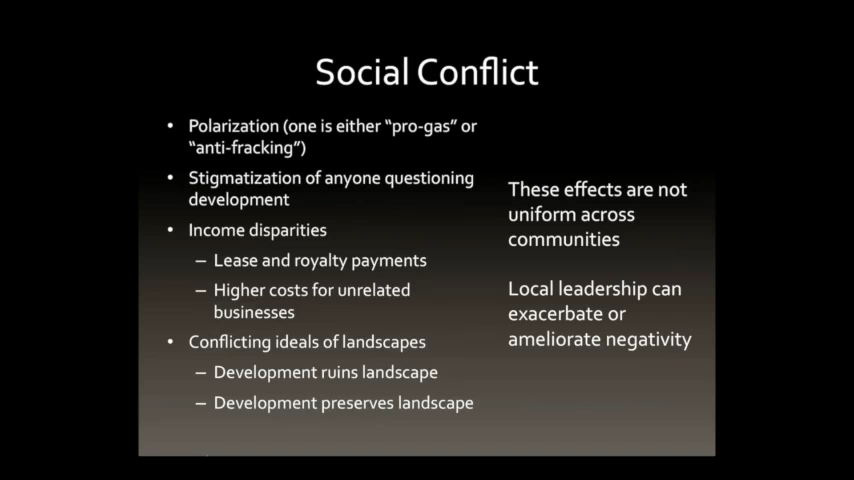 Social Conflict
• Polarization (one is either “pro-gas” or
“anti-fracking”)
• Stigmatization of anyone questioning
development
• Income disparities
– Lease and royalty payments
– Higher costs for unrelated
businesses
• Conflicting ideals of landscapes
– Development ruins landscape
– Development preserves landscape
These effects are not
uniform across
communities
Local leadership can
exacerbate or
ameliorate negativity